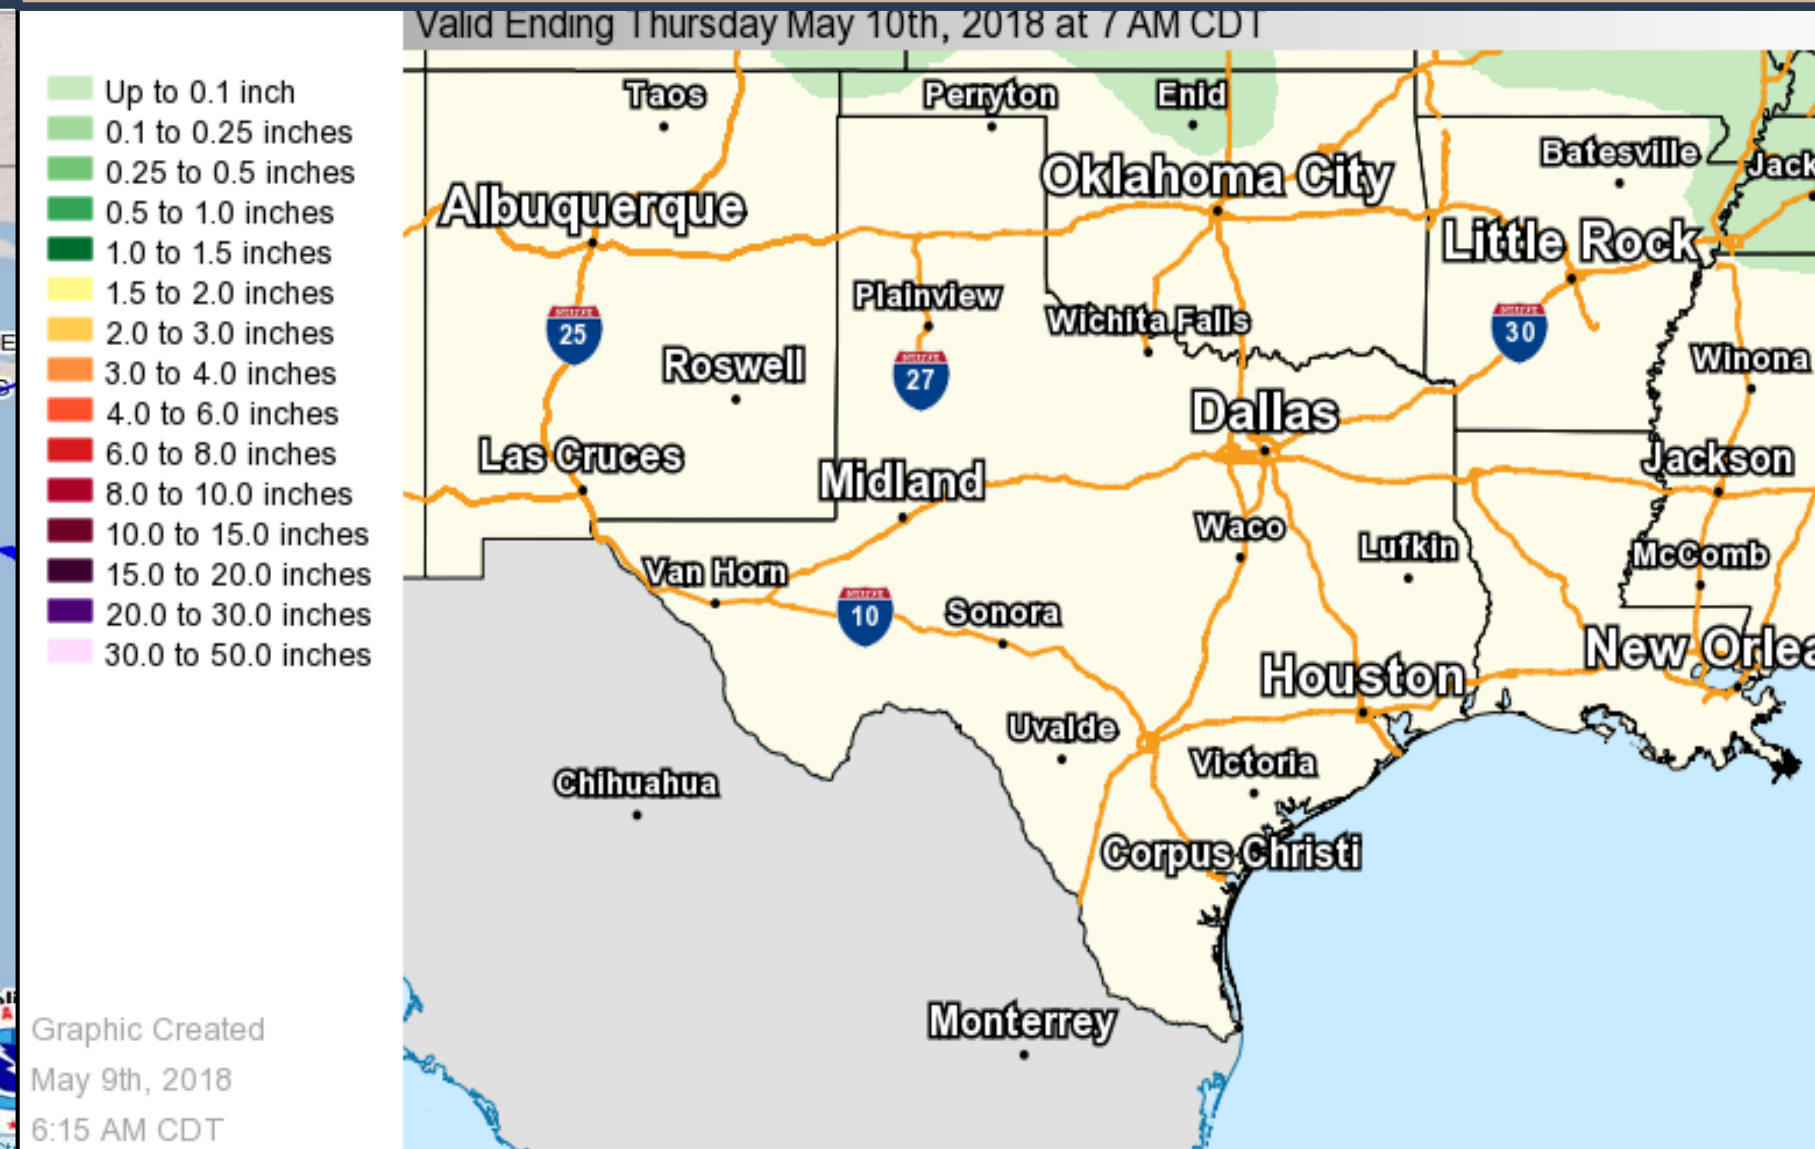 Valid Ending Thursday May 10th, 2018 at 7 AM CDT
Up to 0.1 inch
0.1 to 0.25 inches
0.25 to 0.5 inches
0.5 to 1.0 inches
1.0 to 1.5 inches
1.5 to 2.0 inches
2.0 to 3.0 inches
3.0 to 4.0 inches
4.0 to 6.0 inches
6.0 to 8.0 inches
8.0 to 10.0 inches
10.0 to 15.0 inches
15.0 to 20.0 inches
20.0 to 30.0 inches
30.0 to 50.0 inches
Graphic Created
May 9th, 2018
6:15 AM CDT
Taos
Perryton
Enid
Batesville
Jack
Oklahoma City
Albuquerque
Little Rock
Plainview
Wichita Falls
25
30
Winona
Roswell
27
Dallas
Las Cruces
Midland
Jackson
Waco
Lufkin
McComb
Van Horn
10
Sonora
New Orlea
Houston
Uvalde
Victoria
Chihuahua
Corpus Christi
Monterrey